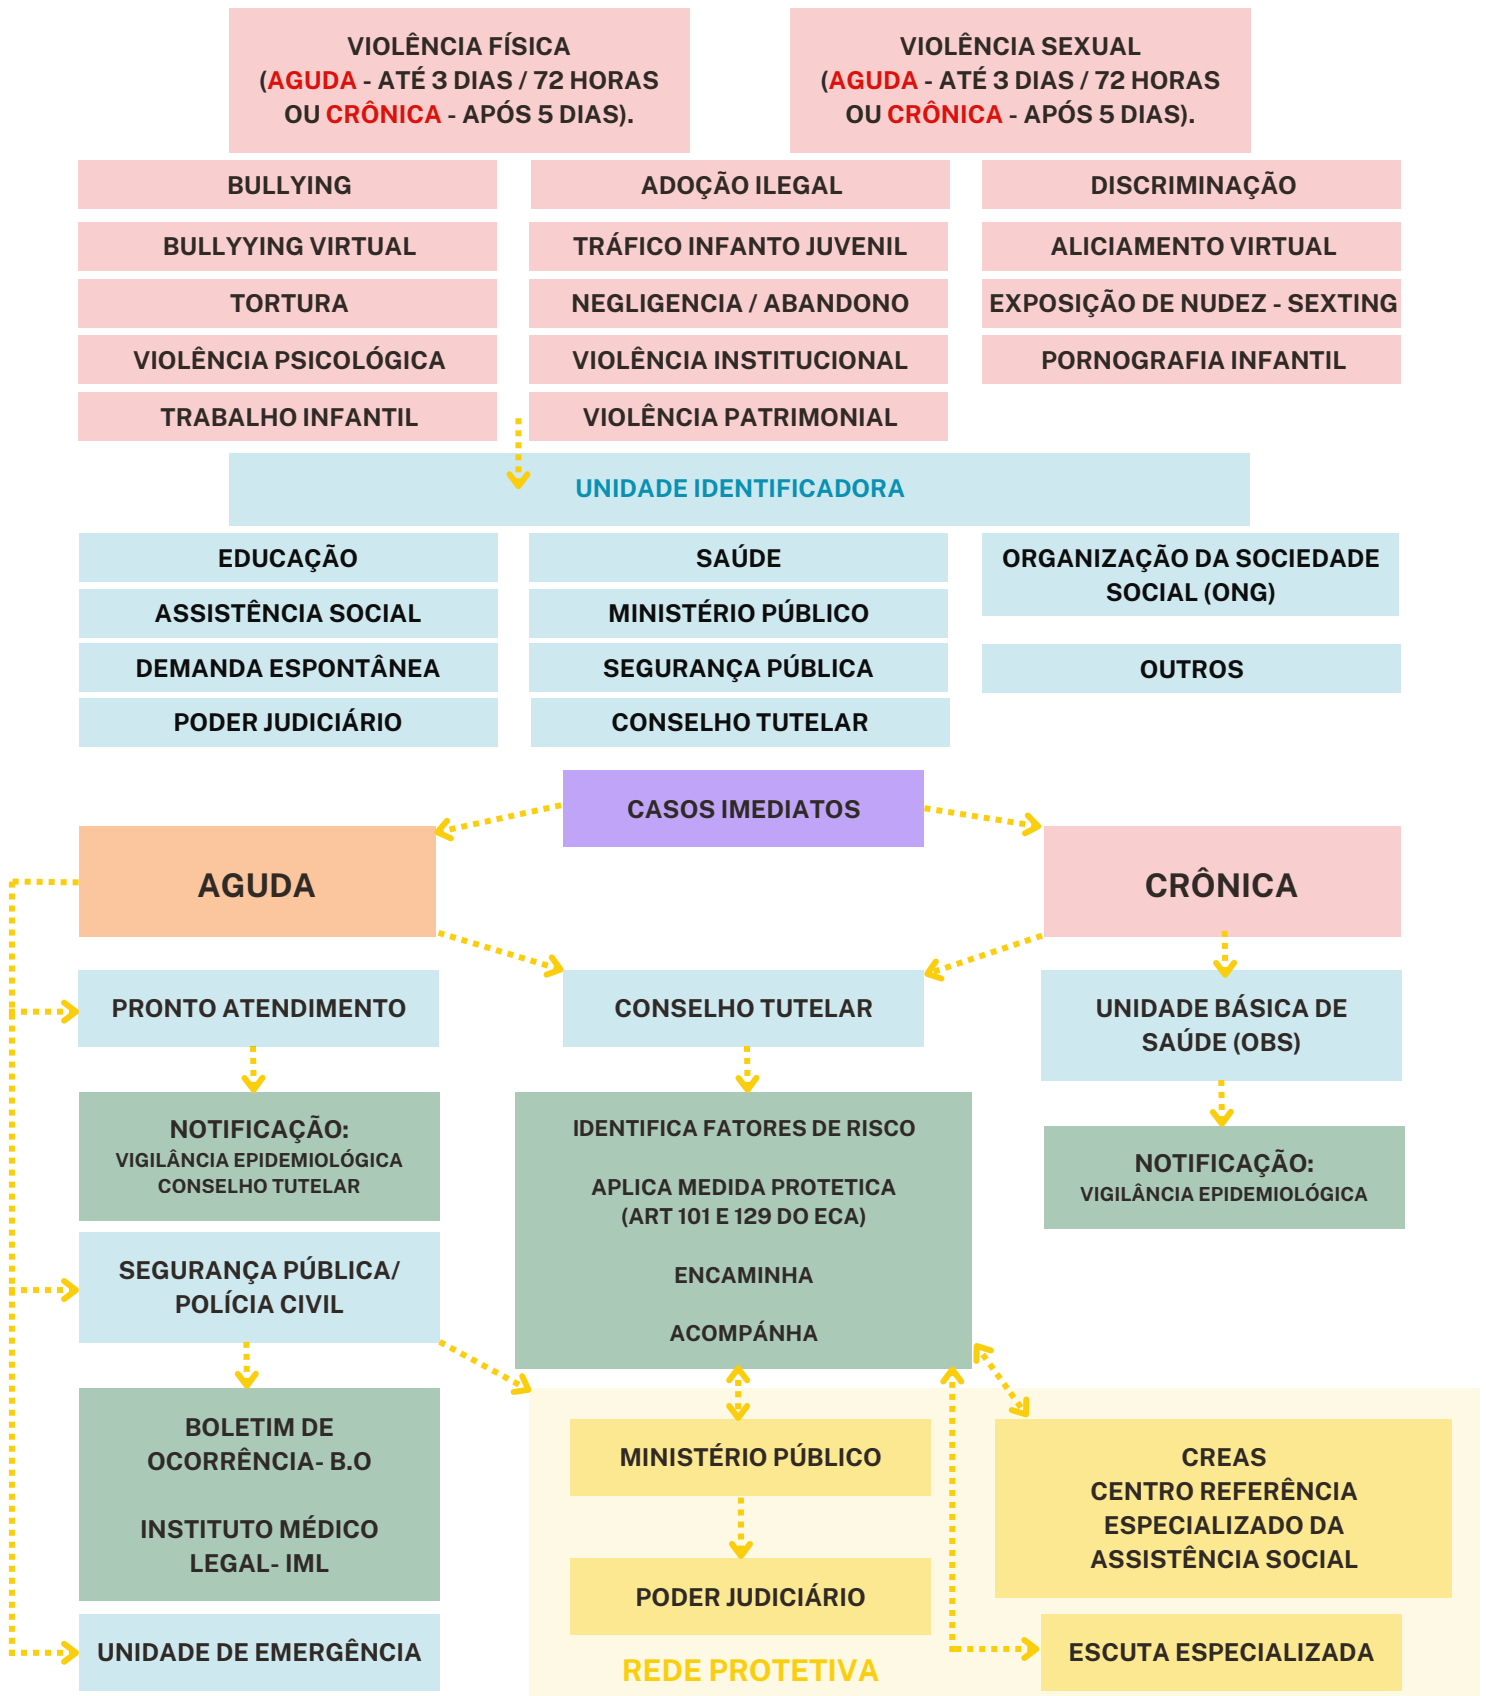 VIOLÊNCIA FÍSICA
(AGUDA - ATÉ 3 DIAS / 72 HORAS
OU CRÔNICA - APÓS 5 DIAS).
VIOLÊNCIA SEXUAL
(AGUDA - ATÉ 3 DIAS / 72 HORAS
OU CRÔNICA - APÓS 5 DIAS).
BULLYING
ADOÇÃO ILEGAL
DISCRIMINAÇÃO
BULLYYING VIRTUAL
TRÁFICO INFANTO JUVENIL
ALICIAMENTO VIRTUAL
TORTURA
NEGLIGENCIA / ABANDONO
EXPOSIÇÃO DE NUDEZ - SEXTING
VIOLÊNCIA PSICOLÓGICA
VIOLÊNCIA INSTITUCIONAL
PORNOGRAFIA INFANTIL
TRABALHO INFANTIL
VIOLÊNCIA PATRIMONIAL
UNIDADE IDENTIFICADORA
EDUCAÇÃO
SAÚDE
ORGANIZAÇÃO DA SOCIEDADE
SOCIAL (ONG)
ASSISTÊNCIA SOCIAL
MINISTÉRIO PÚBLICO
DEMANDA ESPONTÂNEA
SEGURANÇA PÚBLICA
OUTROS
PODER JUDICIÁRIO
CONSELHO TUTELAR
CASOS IMEDIATOS
AGUDA
CRÔNICA
PRONTO ATENDIMENTO
CONSELHO TUTELAR
UNIDADE BÁSICA DE
SAÚDE (OBS)
NOTIFICAÇÃO:
VIGILÂNCIA EPIDEMIOLÓGICA
CONSELHO TUTELAR
IDENTIFICA FATORES DE RISCO
APLICA MEDIDA PROTETICA
(ART 101 E 129 DO ECA)
ENCAMINHA
ACOMPÁNHA
NOTIFICAÇÃO:
VIGILÂNCIA EPIDEMIOLÓGICA
SEGURANÇA PÚBLICA/
POLÍCIA CIVIL
BOLETIM DE
OCORRÊNCIA- B.O
INSTITUTO MÉDICO
LEGAL- IML
MINISTÉRIO PÚBLICO
CREAS
CENTRO REFERÊNCIA
ESPECIALIZADO DA
ASSISTÊNCIA SOCIAL
PODER JUDICIÁRIO
UNIDADE DE EMERGÊNCIA
REDE PROTETIVA
ESCUTA ESPECIALIZADA